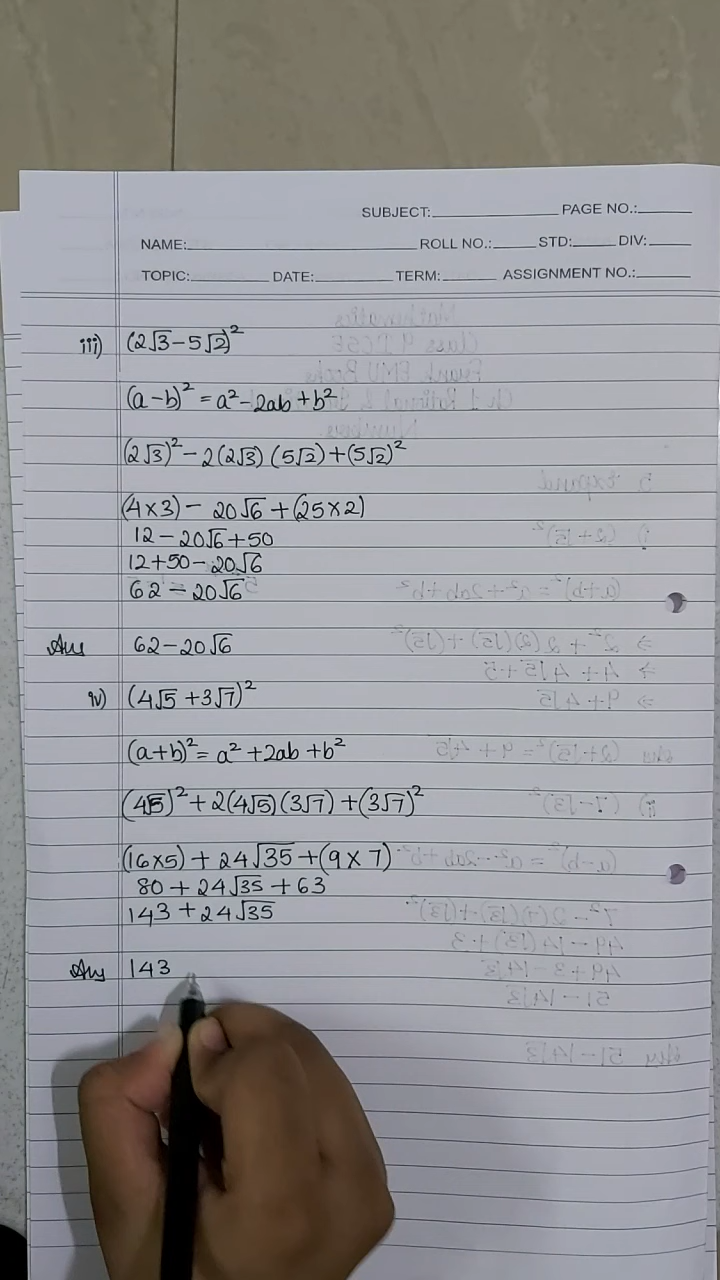 SUBJECT: PAGE NO.:
NAME: ROLL NO.: STD: DIV:
TOPIC: DATE: TERM: ASSIGNMENT NO.:
iii) (2√3-5√2)²
(a-b)² = a²-2ab+b²
(2√3)²-2(2√3)(5√2)+(5√2)²
(4×3)- 20√6+(25×2)
12-20√6+50
12+50-20√6
62-20√6
Ans 62-20√6
iv) (4√5+3√7)²
(a+b)²= a²+2ab+b²
(4√5)²+2(4√5)(3√7)+(3√7)²
(16×5)+24√35+(9×7)
80+24√35+63
143+24√35
Ans 143